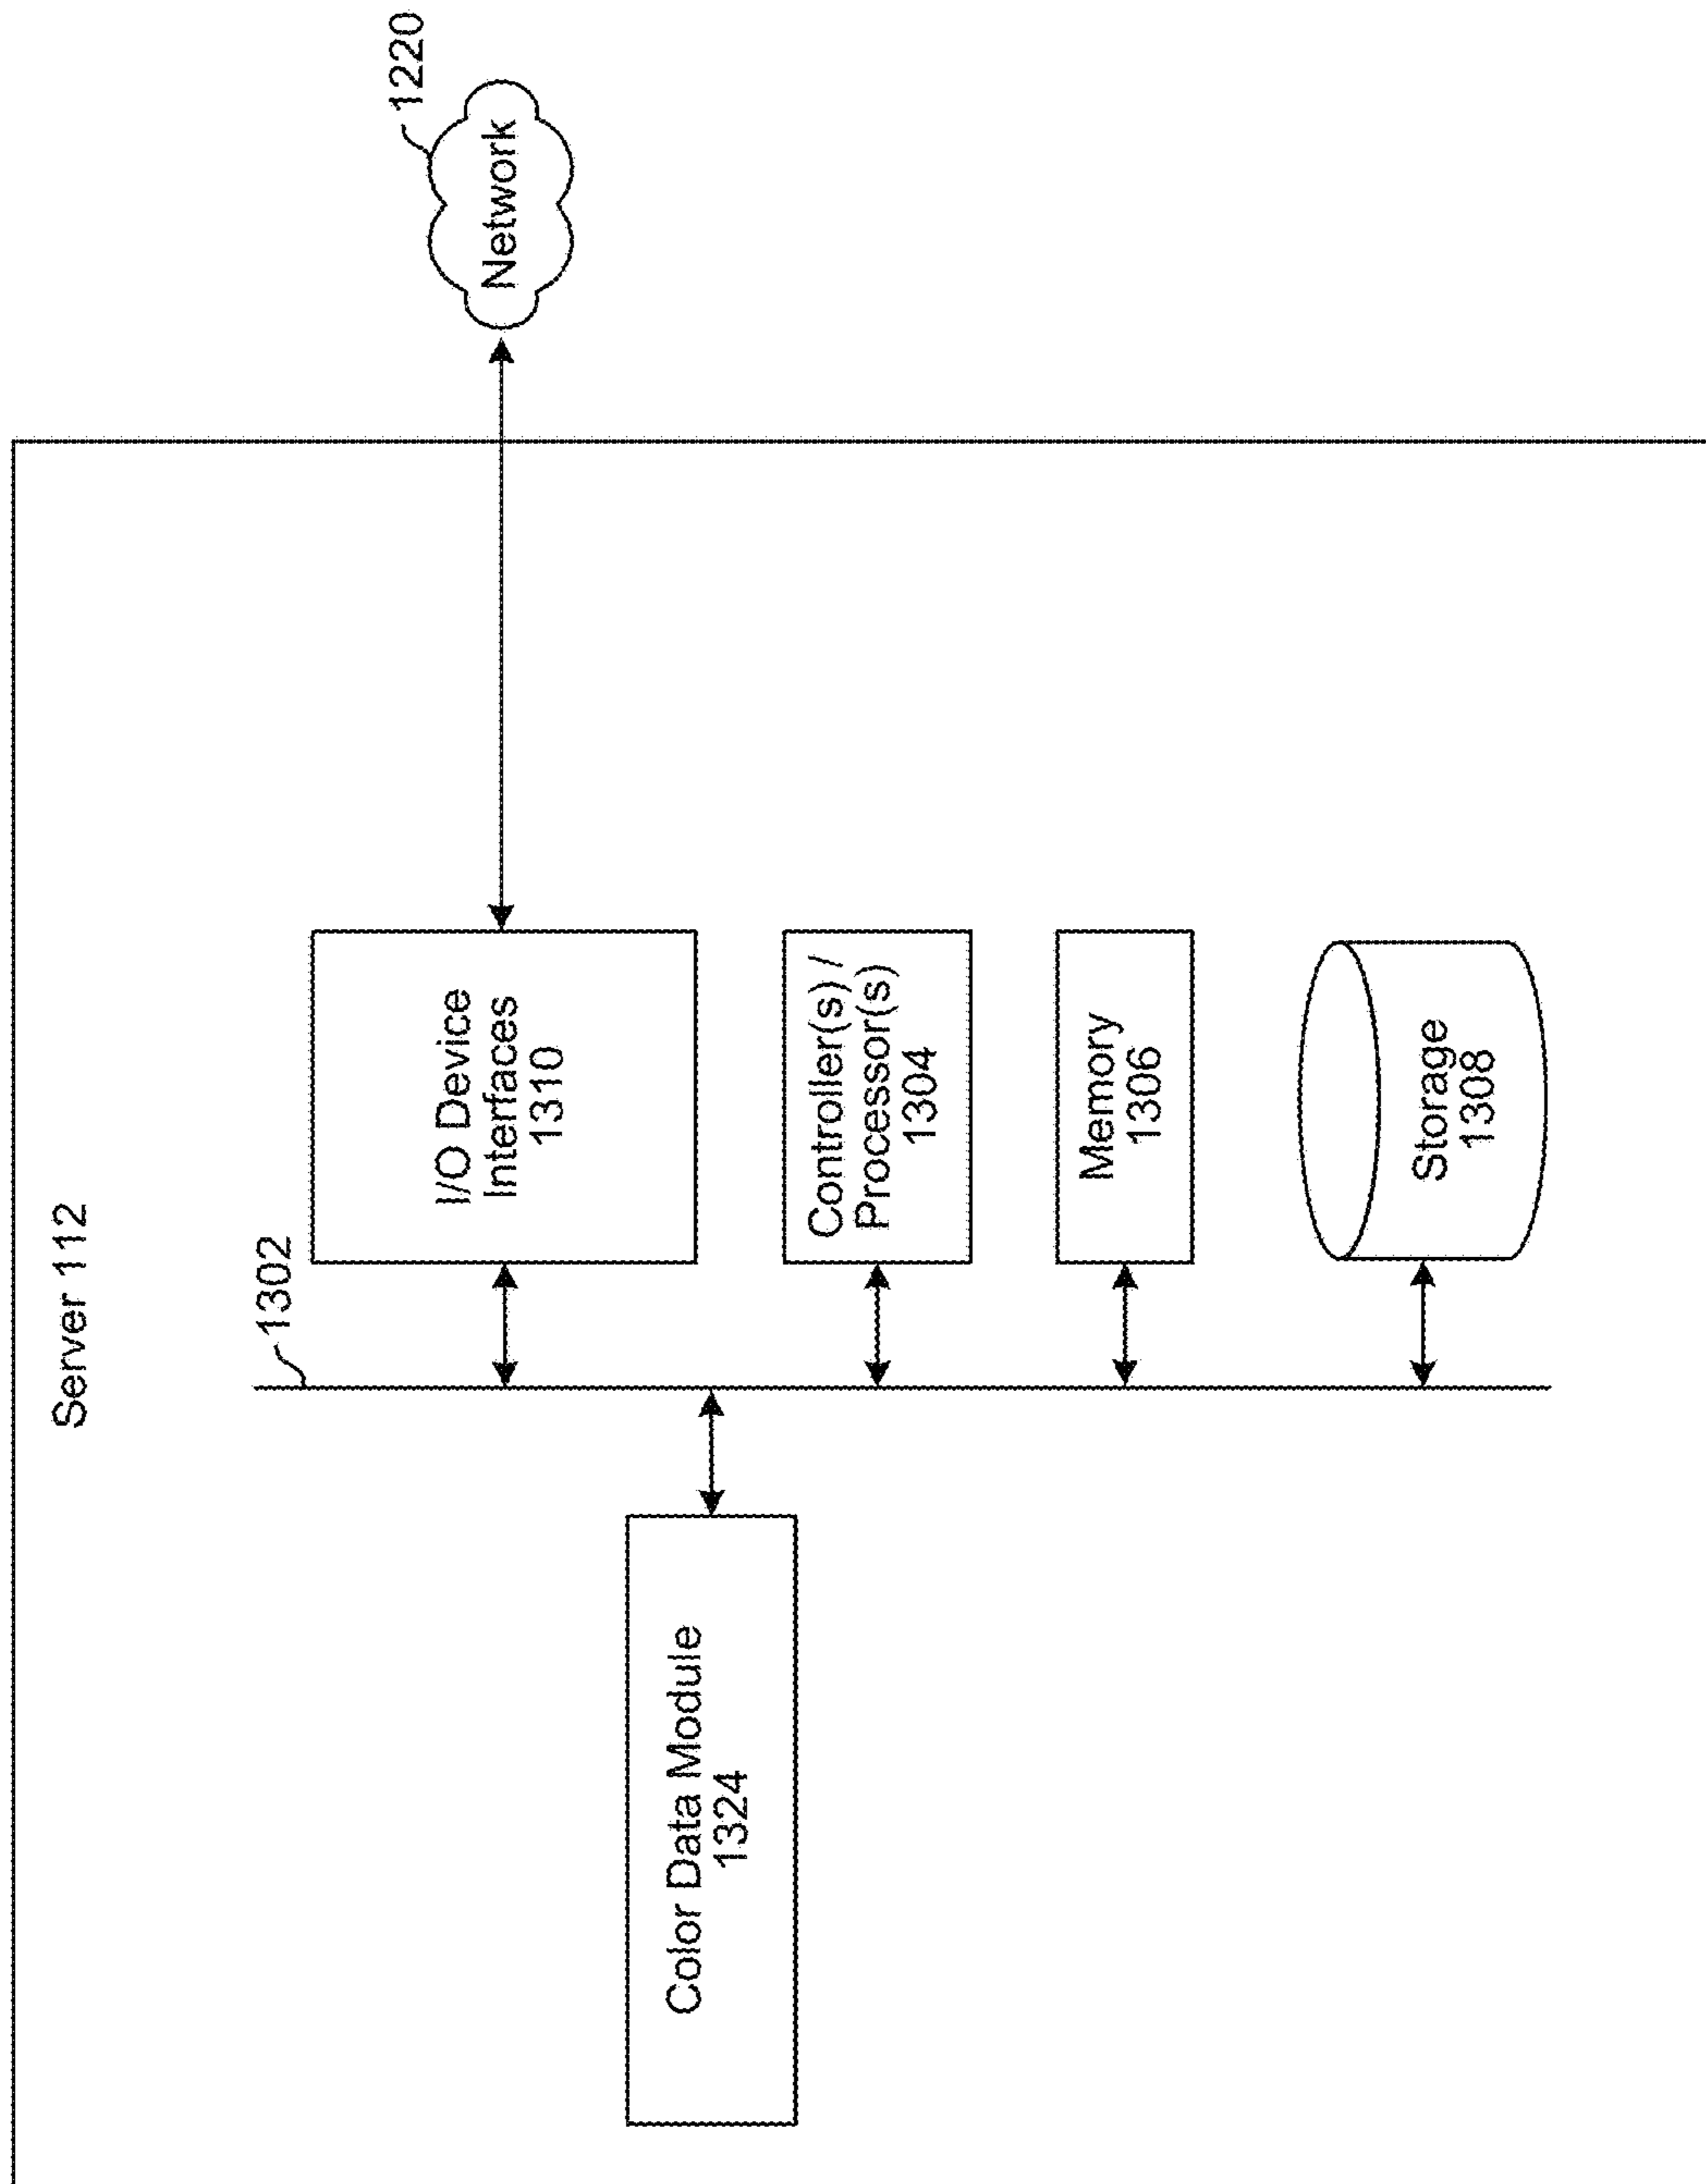 Server 112
1302
1220
Network
I/O Device
Interfaces
1310
Color Data Module
1324
Controller(s) /
Processor(s)
1304
Memory
1306
Storage
1308